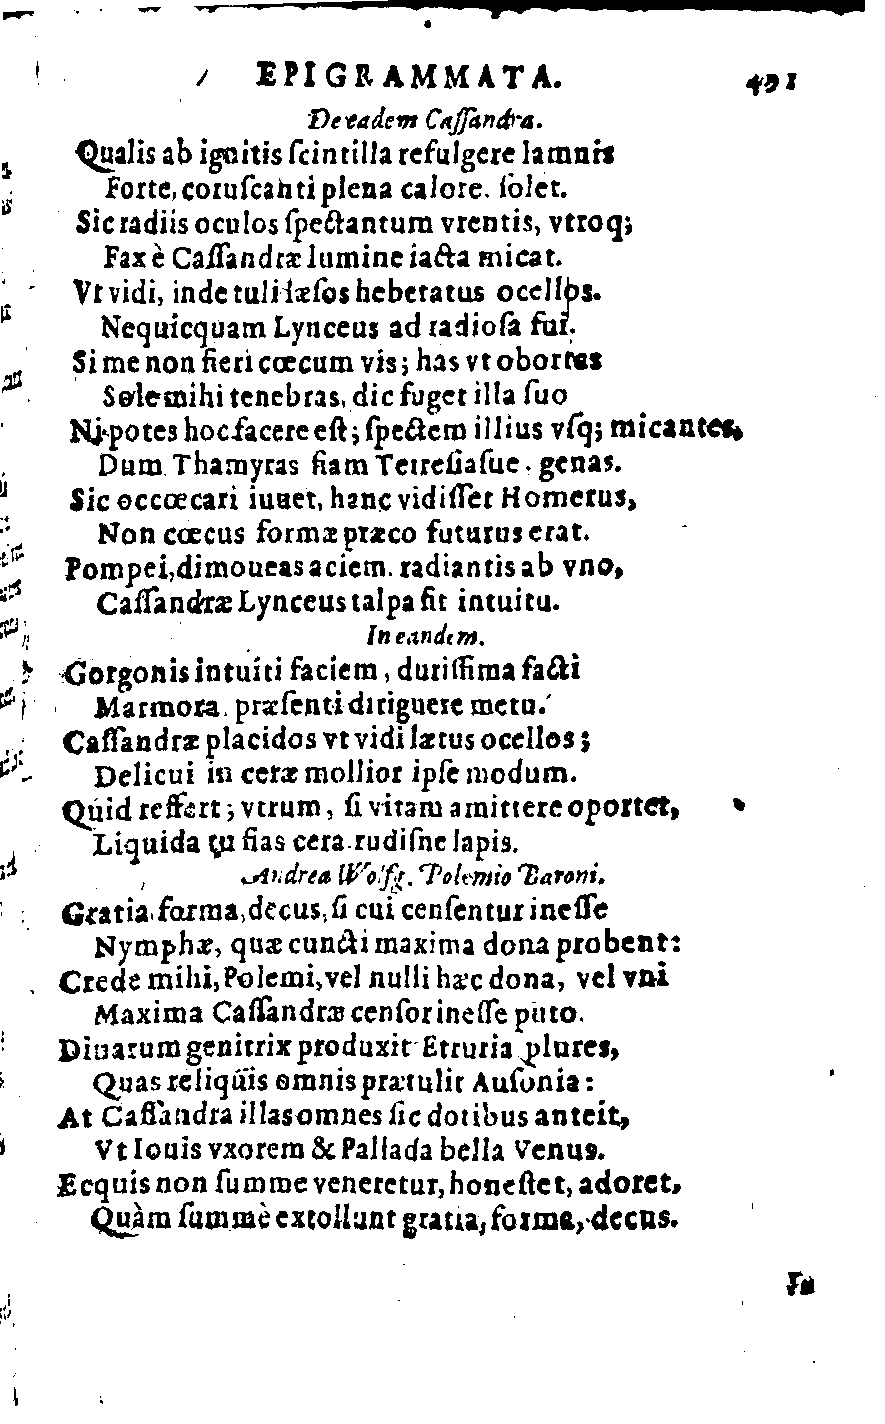 EPIGRAMMATA. 491
De eadem Caſſandra.
Qualis ab ignitis ſcintilla refulgere lamnis
Forte, coruſcanti plena calore. ſolet.
Sic radiis oculos ſpectantum vrentis, vtroq;
Fax è Caſſandræ lumine iacta micat.
Vt vidi, inde tuli læſos hebetatus ocellos.
Nequicquam Lynceus ad radioſa fui.
Si me non fieri cœcum vis; has vt obortas
Sole mihi tenebras, dic fuget illa ſuo
Ni potes hoc facere eſt; ſpectem illius vſq; micantes,
Dum Thamyras fiam Teireſiaſue, genas.
Sic occœcari iuuet, hanc vidiſſet Homerus,
Non cœcus formæ præco futurus erat.
Pompei, dimoueas aciem. radiantis ab vno,
Caſſandræ Lynceus talpa fit intuitu.
In eandem.
Gorgonis intuiti faciem, duriſſima facti
Marmora. præſenti diriguere metu.
Caſſandræ placidos vt vidi lætus ocellos;
Delicui in ceræ mollior ipſe modum.
Quid reffert; vtrum, ſi vitam amittere oportet,
Liquida tu fias cera. rudiſne lapis.
Andrea Wolfg. Polemio Baroni.
Gratia, forma, decus, ſi cui cenſentur ineſſe
Nymphæ, quæ cuncti maxima dona probent:
Crede mihi, Polemi, vel nulli hæc dona, vel vni
Maxima Caſſandræ cenſor ineſſe puto.
Diuarum genitrix produxit Etruria plures,
Quas reliquis omnis prætulit Auſonia:
At Caſſandra illas omnes ſic dotibus anteit,
Vt Iouis vxorem & Pallada bella Venus.
Ecquis non ſumme veneretur, honeſtet, adoret,
Quàm ſummè extollunt gratia, forma, decus.
In